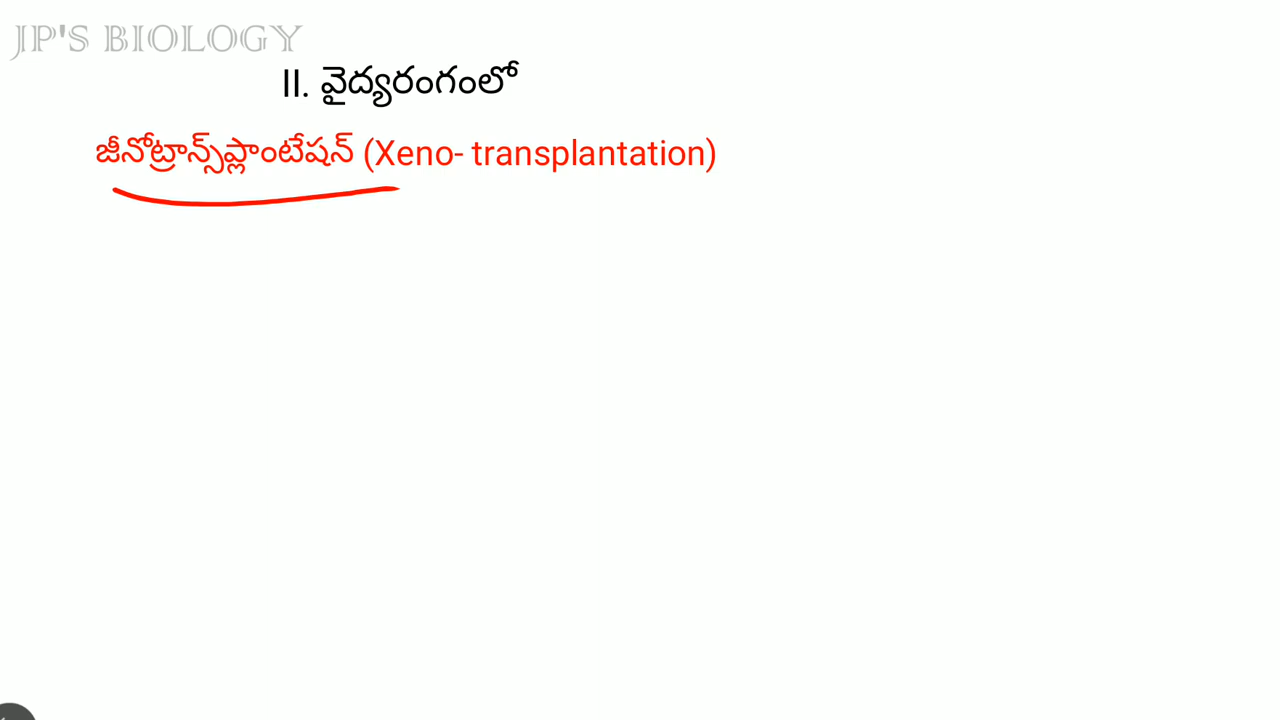 JP'S BIOLOGY
II. వైద్యరంగంలో
జీనోట్రాన్స్‌ప్లాంటేషన్ (Xeno- transplantation)